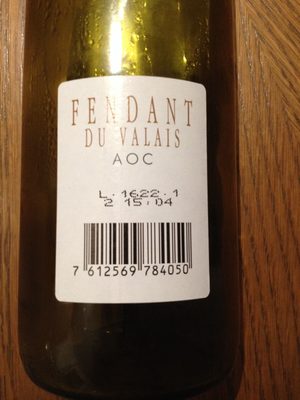 FENDANT
DU VALAIS
AOC
L·1622·1
2 15:04
7 612569 784050